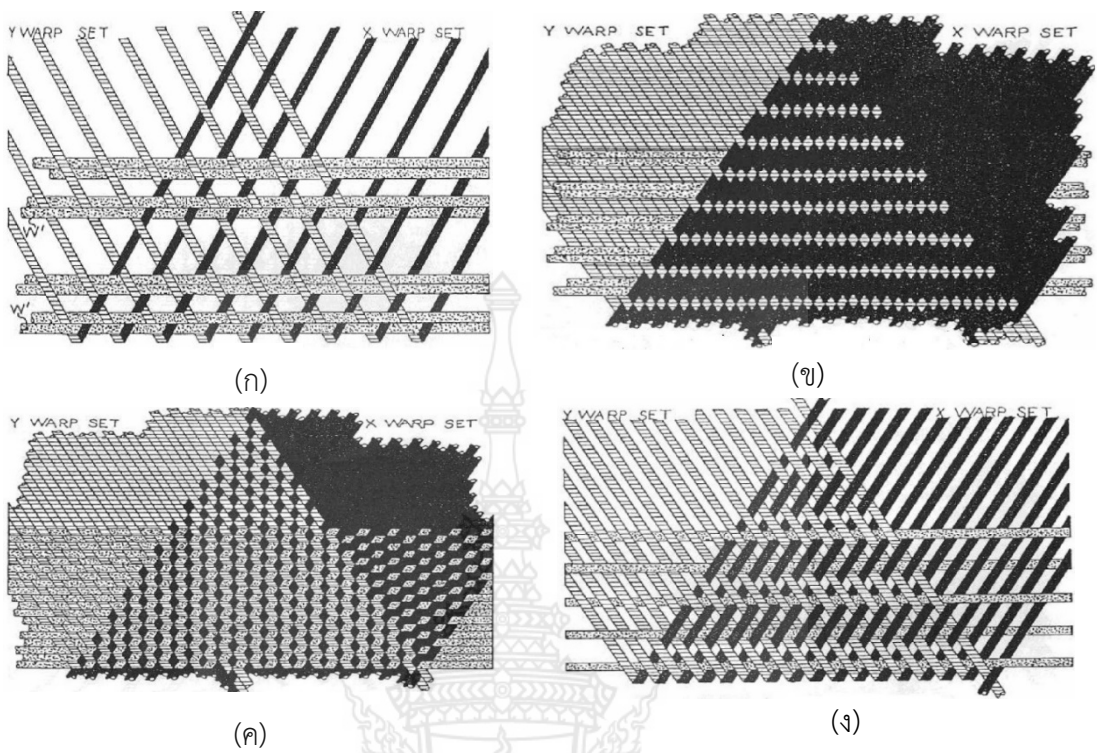 Y WARP SET X WARP SET
W'
W'
(ก)
Y WARP SET X WARP SET
(ข)
Y WARP SET X WARP SET
(ค)
Y WARP SET X WARP SET
(ง)